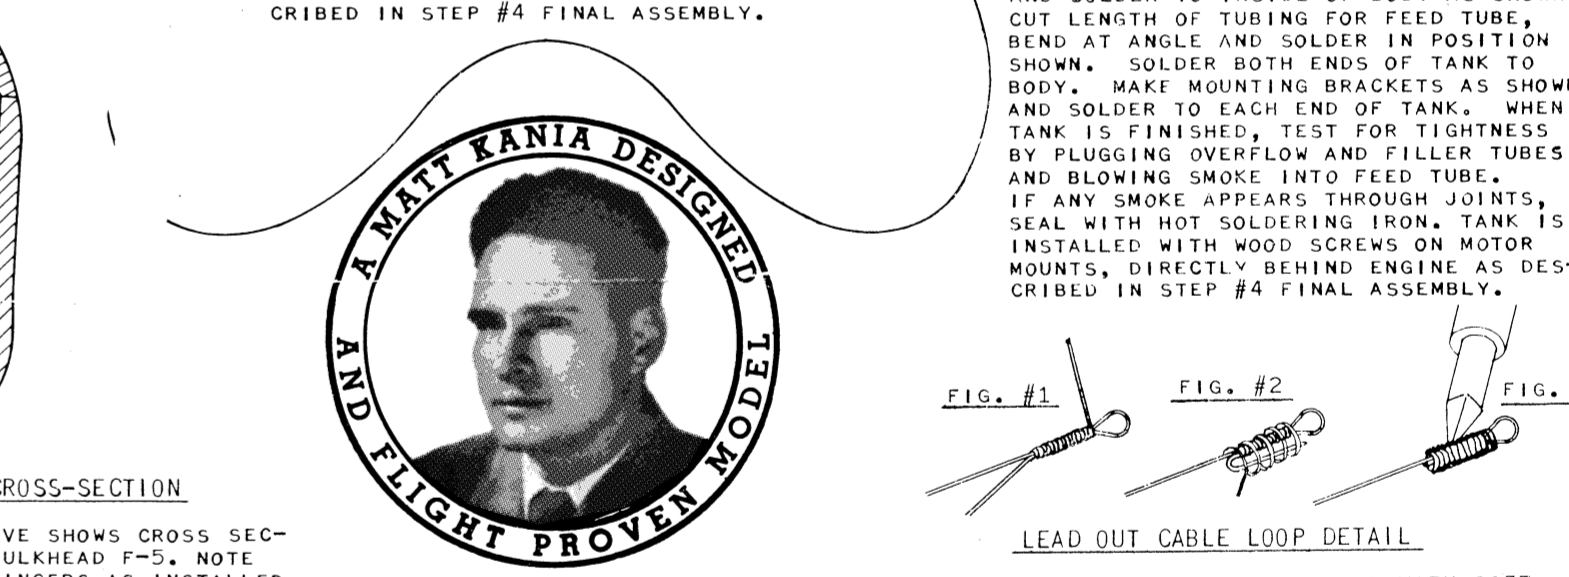 CRIBED IN STEP #4 FINAL ASSEMBLY.
A MATT KANIA DESIGNED
AND FLIGHT PROVEN MODEL
CROSS-SECTION
VE SHOWS CROSS SEC-
ULKHEAD F-5. NOTE
AS INSTALLED
CUT LENGTH OF TUBING FOR FEED TUBE,
BEND AT ANGLE AND SOLDER IN POSITION
SHOWN. SOLDER BOTH ENDS OF TANK TO
BODY. MAKE MOUNTING BRACKETS AS SHOWN
AND SOLDER TO EACH END OF TANK. WHEN
TANK IS FINISHED, TEST FOR TIGHTNESS
BY PLUGGING OVERFLOW AND FILLER TUBES
AND BLOWING SMOKE INTO FEED TUBE.
IF ANY SMOKE APPEARS THROUGH JOINTS,
SEAL WITH HOT SOLDERING IRON. TANK IS
INSTALLED WITH WOOD SCREWS ON MOTOR
MOUNTS, DIRECTLY BEHIND ENGINE AS DES-
CRIBED IN STEP #4 FINAL ASSEMBLY.
FIG. #1
FIG. #2
FIG.
LEAD OUT CABLE LOOP DETAIL